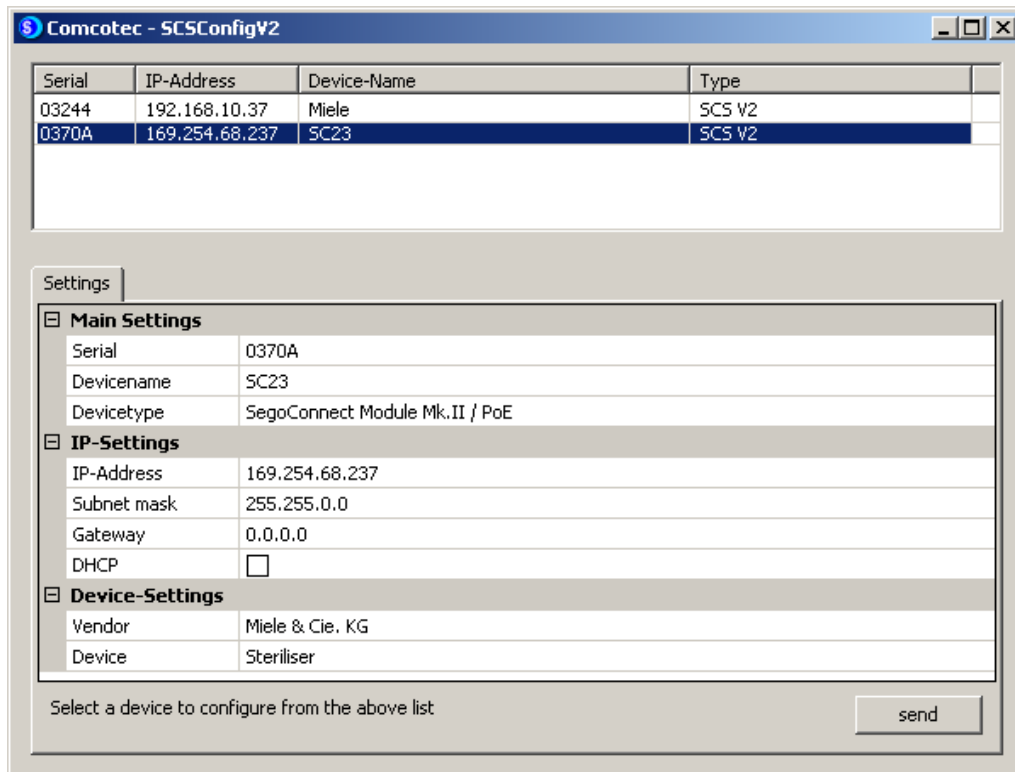 Comcotec - SCSConfigV2
Serial IP-Address Device-Name Type
03244 192.168.10.37 Miele SCS V2
0370A 169.254.68.237 SC23 SCS V2
Settings
Main Settings
Serial 0370A
Devicename SC23
Devicetype SegoConnect Module Mk.II / PoE
IP-Settings
IP-Address 169.254.68.237
Subnet mask 255.255.0.0
Gateway 0.0.0.0
DHCP
Device-Settings
Vendor Miele & Cie. KG
Device Steriliser
Select a device to configure from the above list send